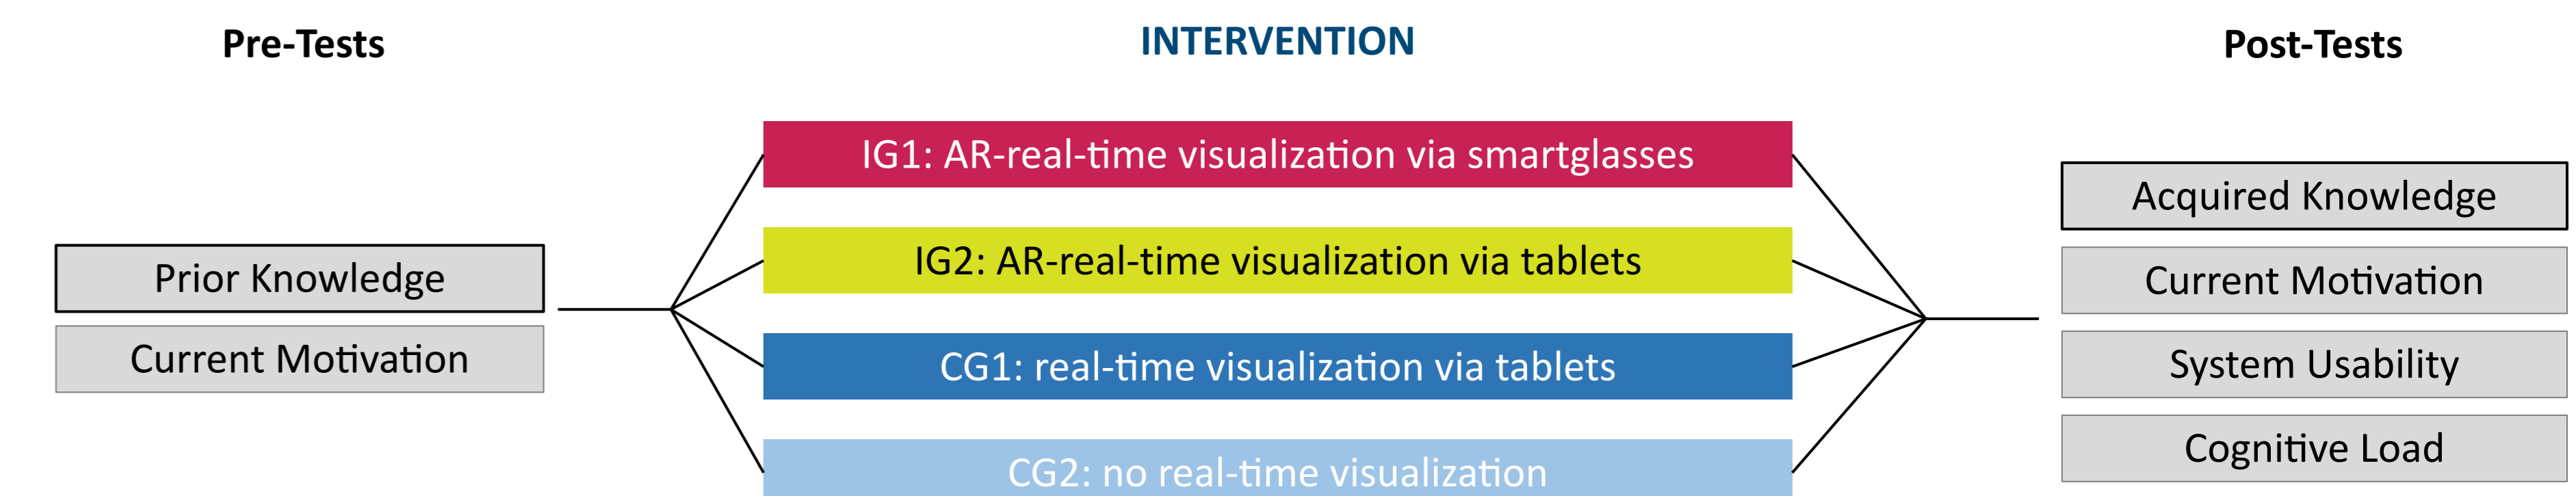 Pre-Tests
INTERVENTION
Post-Tests
Prior Knowledge
Current Motivation
IG1: AR-real-time visualization via smartglasses
IG2: AR-real-time visualization via tablets
CG1: real-time visualization via tablets
CG2: no real-time visualization
Acquired Knowledge
Current Motivation
System Usability
Cognitive Load